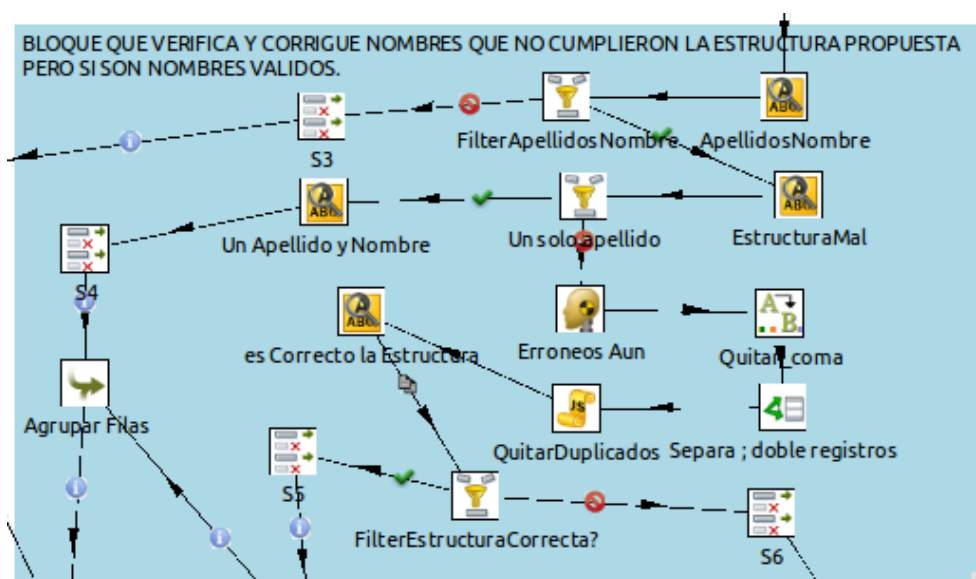 BLOQUE QUE VERIFICA Y CORRIGUE NOMBRES QUE NO CUMPLIERON LA ESTRUCTURA PROPUESTA
PERO SI SON NOMBRES VALIDOS.
FilterApellidosNombre
ApellidosNombre
S3
Un Apellido y Nombre
Un solo apellido
EstructuraMal
S4
es Correcto la Estructura
Erroneos Aun
Quitar_coma
Agrupar Filas
QuitarDuplicados
Separa ; doble registros
S5
FilterEstructuraCorrecta?
S6